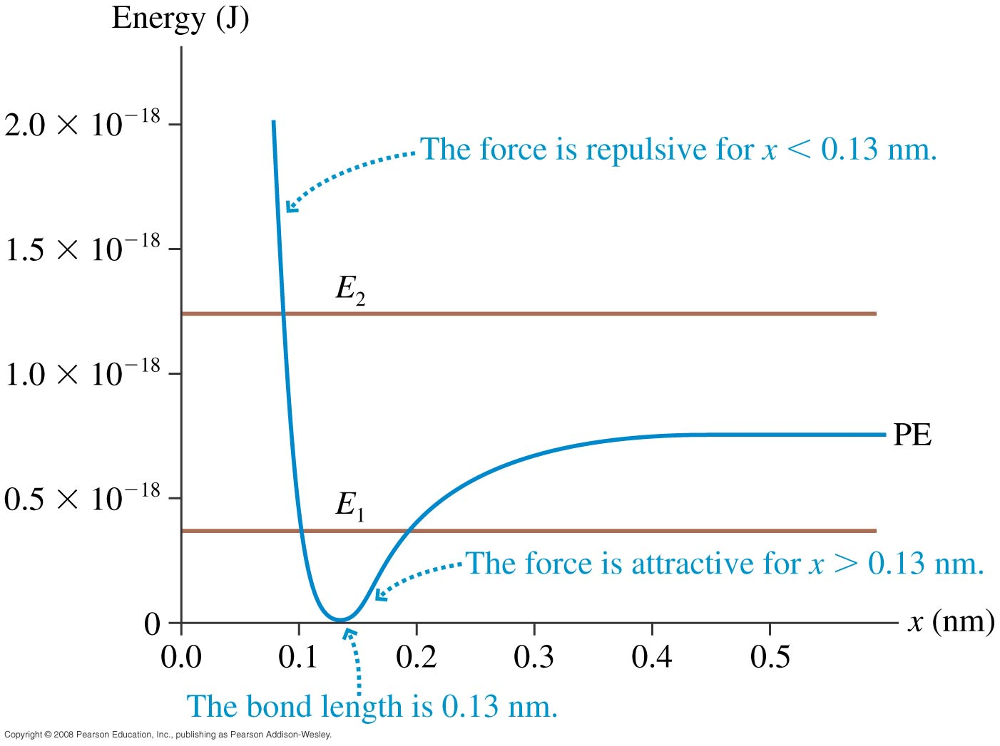 Energy (J)
2.0 × 10⁻¹⁸
The force is repulsive for x < 0.13 nm.
1.5 × 10⁻¹⁸
E₂
1.0 × 10⁻¹⁸
PE
0.5 × 10⁻¹⁸
E₁
The force is attractive for x > 0.13 nm.
0
x (nm)
0.0 0.1 0.2 0.3 0.4 0.5
The bond length is 0.13 nm.
Copyright © 2008 Pearson Education, Inc., publishing as Pearson Addison-Wesley.